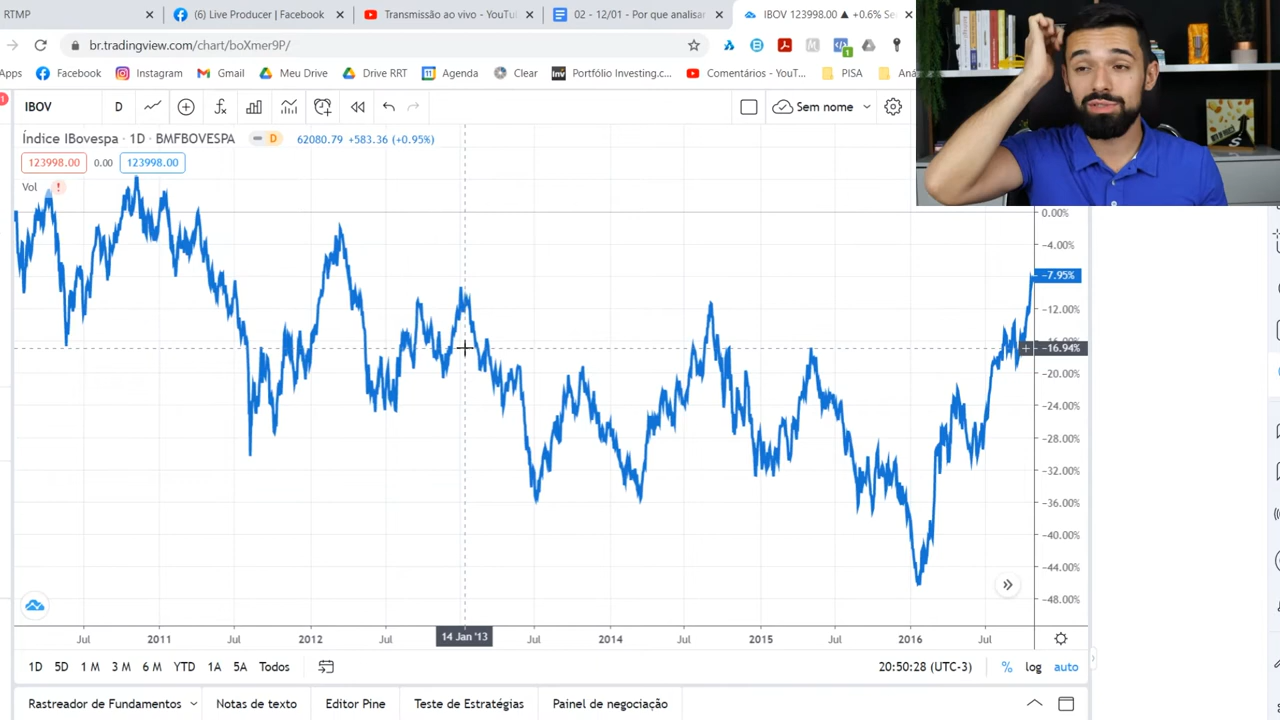 RTMP
(6) Live Producer | Facebook
Transmissão ao vivo - YouTu
02 - 12/01 - Por que analisar
IBOV 123998.00 ▲ +0.6% Se
br.tradingview.com/chart/boXmer9P/
Apps
Facebook
Instagram
Gmail
Meu Drive
Drive RRT
Agenda
Clear
Portfólio Investing.c...
Comentários - YouT...
PISA
IBOV
D
Sem nome
Índice IBovespa · 1D · BMFBOVESPA
D
62080.79 +583.36 (+0.95%)
123998.00
0.00
123998.00
Vol
0.00%
-4.00%
-7.95%
-12.00%
-16.94%
-20.00%
-24.00%
-28.00%
-32.00%
-36.00%
-40.00%
-44.00%
-48.00%
Jul
2011
Jul
2012
Jul
14 Jan '13
Jul
2014
Jul
2015
Jul
2016
Jul
1D
5D
1 M
3 M
6 M
YTD
1A
5A
Todos
20:50:28 (UTC-3)
%
log
auto
Rastreador de Fundamentos
Notas de texto
Editor Pine
Teste de Estratégias
Painel de negociação